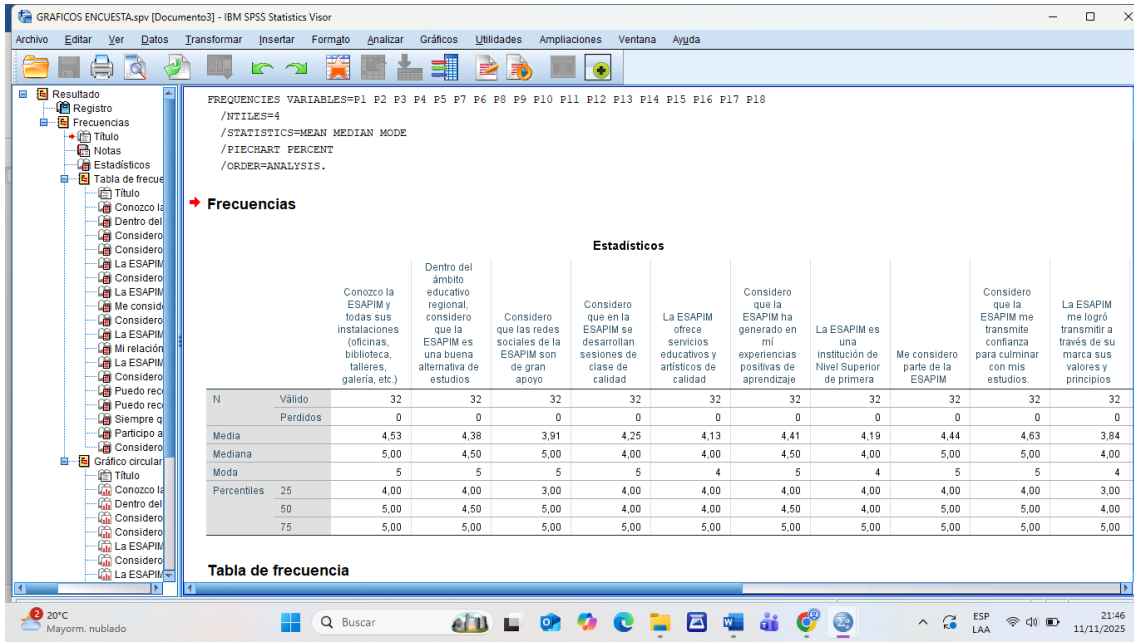 GRAFICOS ENCUESTA.spv [Documento3] - IBM SPSS Statistics Visor
Archivo Editar Ver Datos Transformar Insertar Formato Analizar Gráficos Utilidades Ampliaciones Ventana Ayuda
Resultado
Registro
Frecuencias
Título
Notas
Estadísticos
Tabla de frecue
Título
Conozco la
Dentro del
Considero
Considero
La ESAPIM
Considero
La ESAPIM
Me conside
Considero
La ESAPIM
Mi relación
La ESAPIM
Considero
Puedo reco
Puedo reco
Siempre q
Participo a
Considero
Gráfico circular
Título
Conozco la
Dentro del
Considero
Considero
La ESAPIM
Considero
La ESAPIM
FREQUENCIES VARIABLES=P1 P2 P3 P4 P5 P7 P6 P8 P9 P10 P11 P12 P13 P14 P15 P16 P17 P18
/NTILES=4
/STATISTICS=MEAN MEDIAN MODE
/PIECHART PERCENT
/ORDER=ANALYSIS.
Frecuencias
Estadísticos
Conozco la
ESAPIM y
todas sus
instalaciones
(oficinas,
biblioteca,
talleres,
galería, etc.)
Dentro del
ámbito
educativo
regional,
considero
que la
ESAPIM es
una buena
alternativa de
estudios
Considero
que las redes
sociales de la
ESAPIM son
de gran
apoyo
Considero
que en la
ESAPIM se
desarrollan
sesiones de
clase de
calidad
La ESAPIM
ofrece
servicios
educativos y
artísticos de
calidad
Considero
que la
ESAPIM ha
generado en
mí
experiencias
positivas de
aprendizaje
La ESAPIM es
una
institución de
Nivel Superior
de primera
Me considero
parte de la
ESAPIM
Considero
que la
ESAPIM me
transmite
confianza
para culminar
con mis
estudios.
La ESAPIM
me logró
transmitir a
través de su
marca sus
valores y
principios
N Válido 32 32 32 32 32 32 32 32 32 32
Perdidos 0 0 0 0 0 0 0 0 0 0
Media 4,53 4,38 3,91 4,25 4,13 4,41 4,19 4,44 4,63 3,84
Mediana 5,00 4,50 5,00 4,00 4,00 4,50 4,00 5,00 5,00 4,00
Moda 5 5 5 5 4 5 4 5 5 4
Percentiles 25 4,00 4,00 3,00 4,00 4,00 4,00 4,00 4,00 4,00 3,00
50 5,00 4,50 5,00 4,00 4,00 4,50 4,00 5,00 5,00 4,00
75 5,00 5,00 5,00 5,00 5,00 5,00 5,00 5,00 5,00 5,00
Tabla de frecuencia
2
20°C
Mayorm. nublado
Buscar
ESP
LAA
21:46
11/11/2025